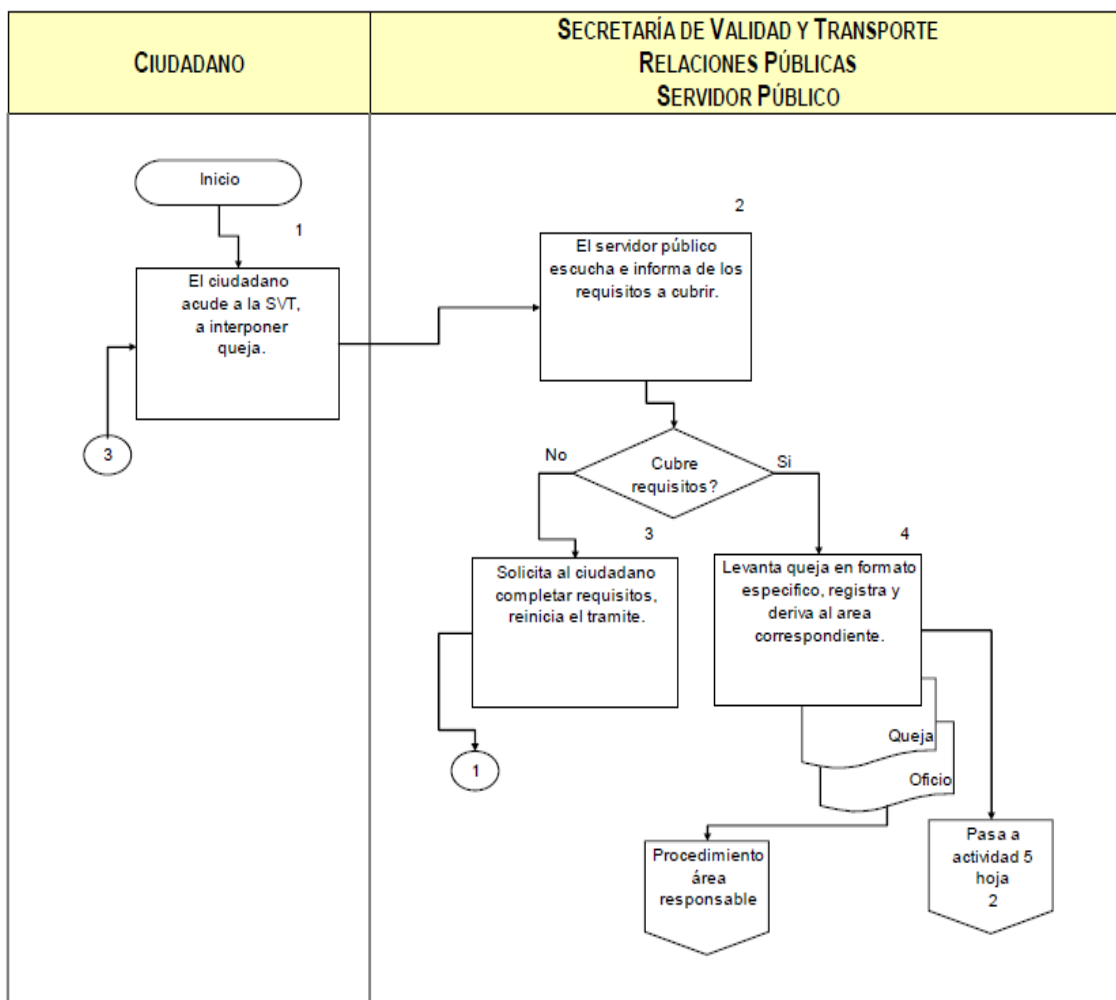 CIUDADANO
SECRETARÍA DE VALIDAD Y TRANSPORTE
RELACIONES PÚBLICAS
SERVIDOR PÚBLICO
Inicio
1
El ciudadano
acude a la SVT,
a interponer
queja.
3
2
El servidor público
escucha e informa de los
requisitos a cubrir.
No
Cubre
requisitos?
Si
3
Solicita al ciudadano
completar requisitos,
reinicia el tramite.
1
4
Levanta queja en formato
especifico, registra y
deriva al area
correspondiente.
Queja
Oficio
Procedimiento
área
responsable
Pasa a
actividad 5
hoja
2